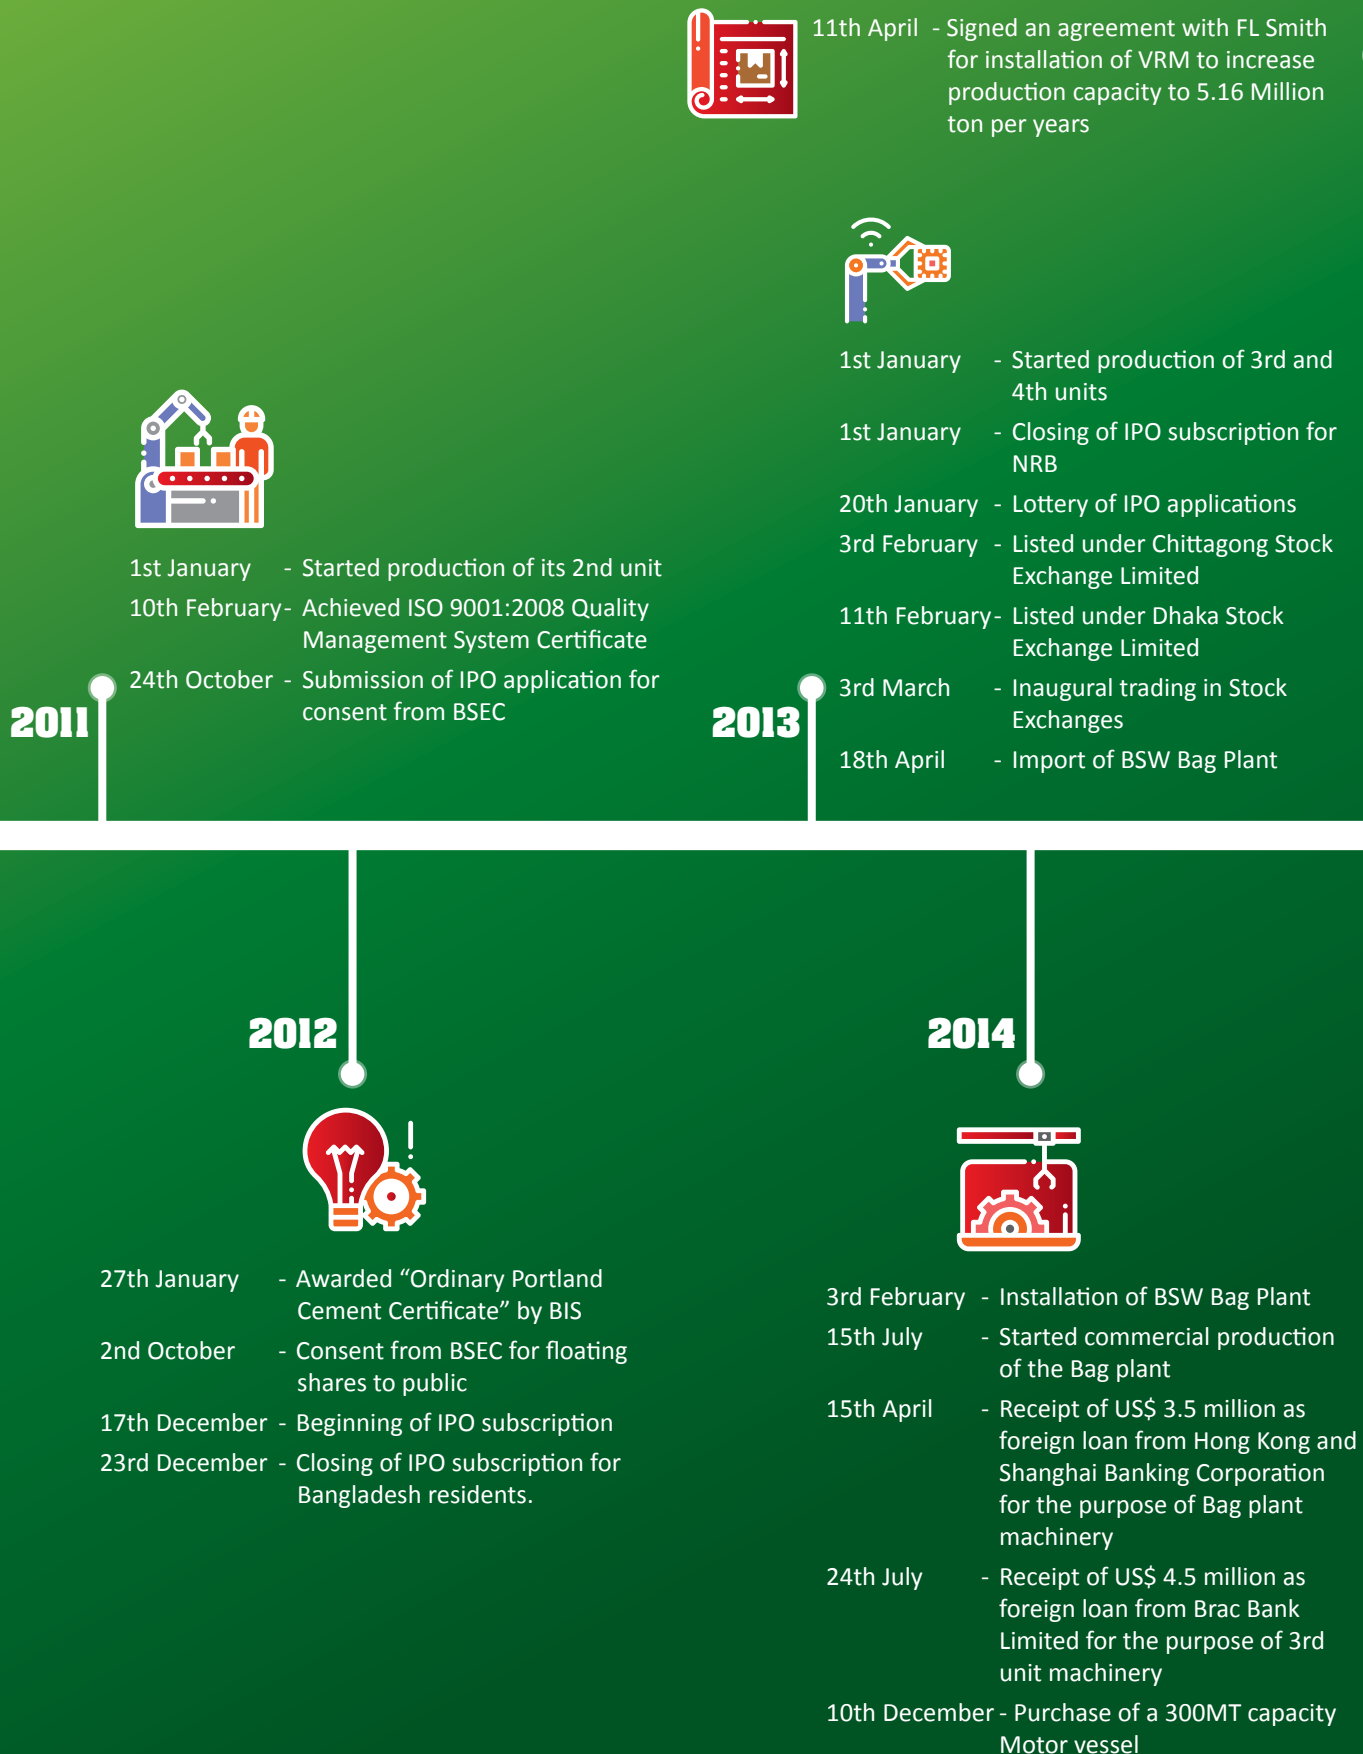 11th April - Signed an agreement with FL Smith
for installation of VRM to increase
production capacity to 5.16 Million
ton per years
2011
1st January - Started production of its 2nd unit
10th February- Achieved ISO 9001:2008 Quality
Management System Certificate
24th October - Submission of IPO application for
consent from BSEC
2013
1st January - Started production of 3rd and
4th units
1st January - Closing of IPO subscription for
NRB
20th January - Lottery of IPO applications
3rd February - Listed under Chittagong Stock
Exchange Limited
11th February- Listed under Dhaka Stock
Exchange Limited
3rd March - Inaugural trading in Stock
Exchanges
18th April - Import of BSW Bag Plant
2012
27th January - Awarded “Ordinary Portland
Cement Certificate” by BIS
2nd October - Consent from BSEC for floating
shares to public
17th December - Beginning of IPO subscription
23rd December - Closing of IPO subscription for
Bangladesh residents.
2014
3rd February - Installation of BSW Bag Plant
15th July - Started commercial production
of the Bag plant
15th April - Receipt of US$ 3.5 million as
foreign loan from Hong Kong and
Shanghai Banking Corporation
for the purpose of Bag plant
machinery
24th July - Receipt of US$ 4.5 million as
foreign loan from Brac Bank
Limited for the purpose of 3rd
unit machinery
10th December - Purchase of a 300MT capacity
Motor vessel